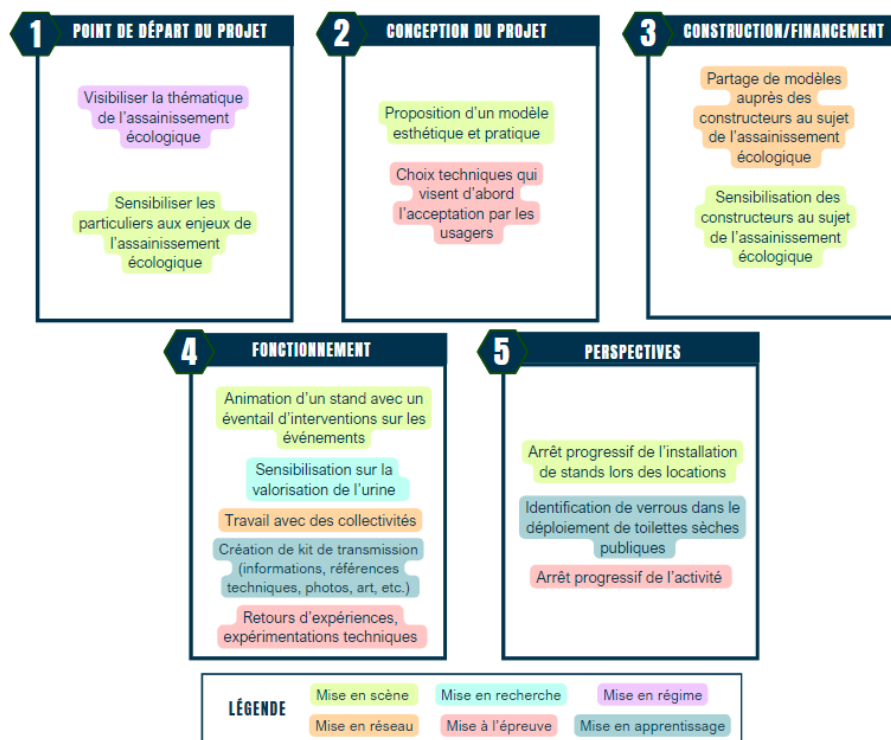 1 POINT DE DÉPART DU PROJET
Visibiliser la thématique
de l'assainissement
écologique
Sensibiliser les
particuliers aux enjeux de
l'assainissement
écologique
2 CONCEPTION DU PROJET
Proposition d'un modèle
esthétique et pratique
Choix techniques qui
visent d'abord
l'acceptation par les
usagers
3 CONSTRUCTION/FINANCEMENT
Partage de modèles
auprès des
constructeurs au sujet
de l'assainissement
écologique
Sensibilisation des
constructeurs au sujet
de l'assainissement
écologique
4 FONCTIONNEMENT
Animation d'un stand avec un
éventail d'interventions sur les
événements
Sensibilisation sur la
valorisation de l'urine
Travail avec des collectivités
Création de kit de transmission
(informations, références
techniques, photos, art, etc.)
Retours d'expériences,
expérimentations techniques
5 PERSPECTIVES
Arrêt progressif de l'installation
de stands lors des locations
Identification de verrous dans le
déploiement de toilettes sèches
publiques
Arrêt progressif de l'activité
LÉGENDE
Mise en scène
Mise en recherche
Mise en régime
Mise en réseau
Mise à l'épreuve
Mise en apprentissage